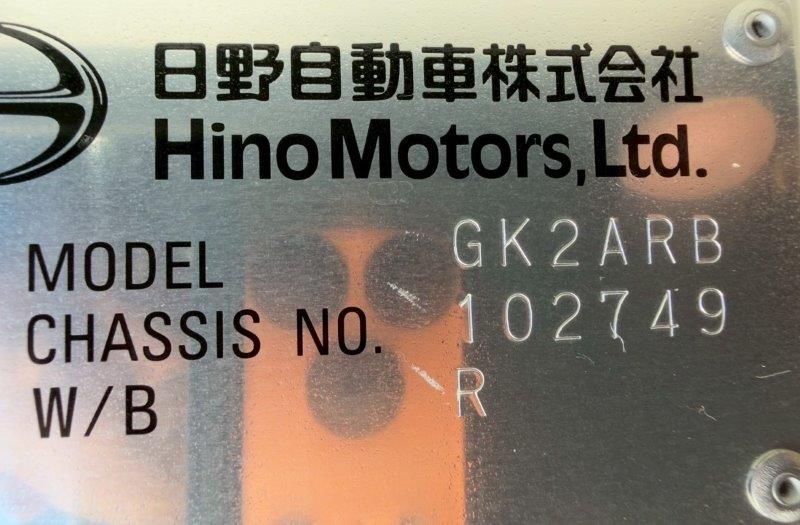 日野自動車株式会社
Hino Motors, Ltd.
MODEL GK2ARB
CHASSIS NO. 102749
W/B R